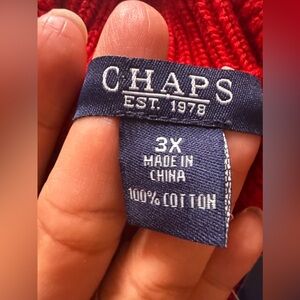 CHAPS
EST. 1978
3X
MADE IN
CHINA
100% COTTON